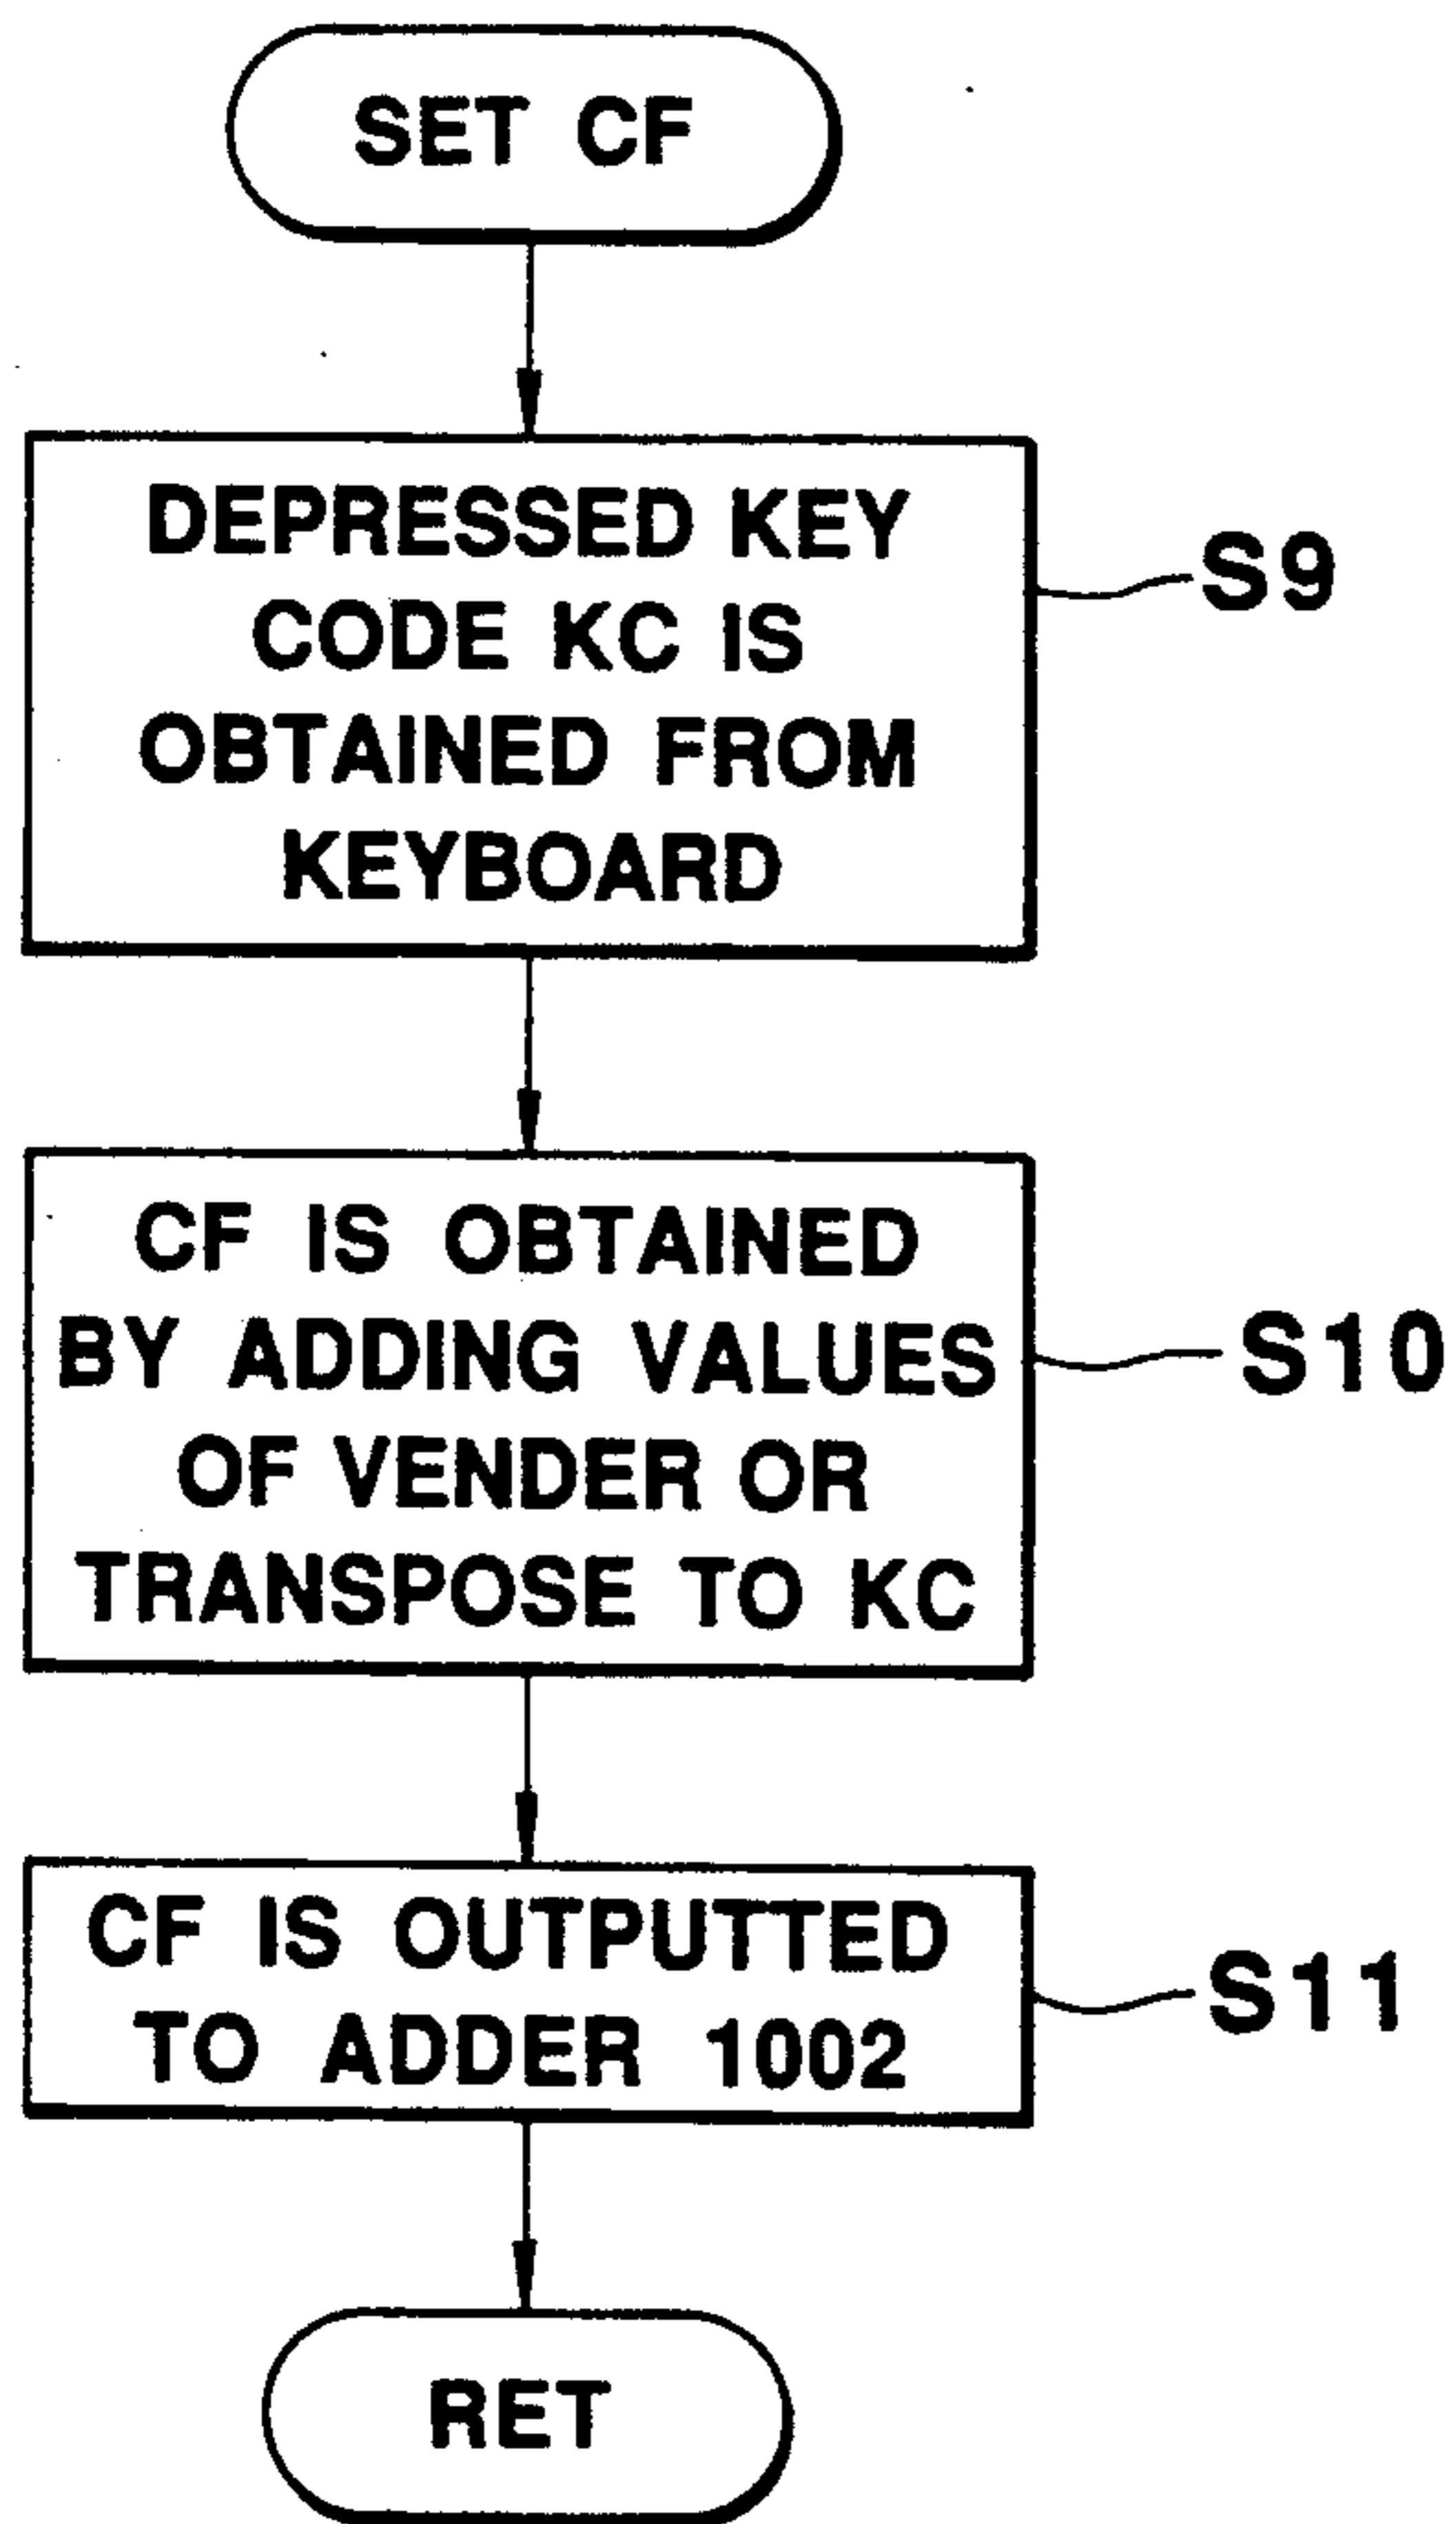 SET CF
DEPRESSED KEY
CODE KC IS
OBTAINED FROM
KEYBOARD
S9
CF IS OBTAINED
BY ADDING VALUES
OF VENDER OR
TRANSPOSE TO KC
S10
CF IS OUTPUTTED
TO ADDER 1002
S11
RET